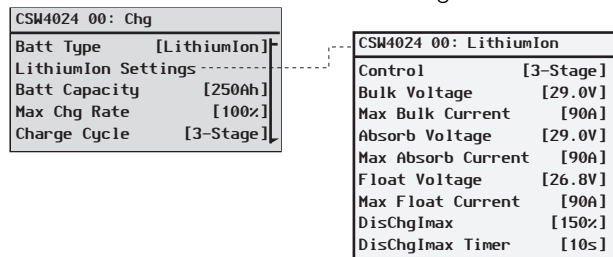 CSW4024 00: Chg
Batt Type [LithiumIon]
LithiumIon Settings
Batt Capacity [250Ah]
Max Chg Rate [100%]
Charge Cycle [3-Stage]
CSW4024 00: LithiumIon
Control [3-Stage]
Bulk Voltage [29.0V]
Max Bulk Current [90A]
Absorb Voltage [29.0V]
Max Absorb Current [90A]
Float Voltage [26.8V]
Max Float Current [90A]
DisChgImax [150%]
DisChgImax Timer [10s]